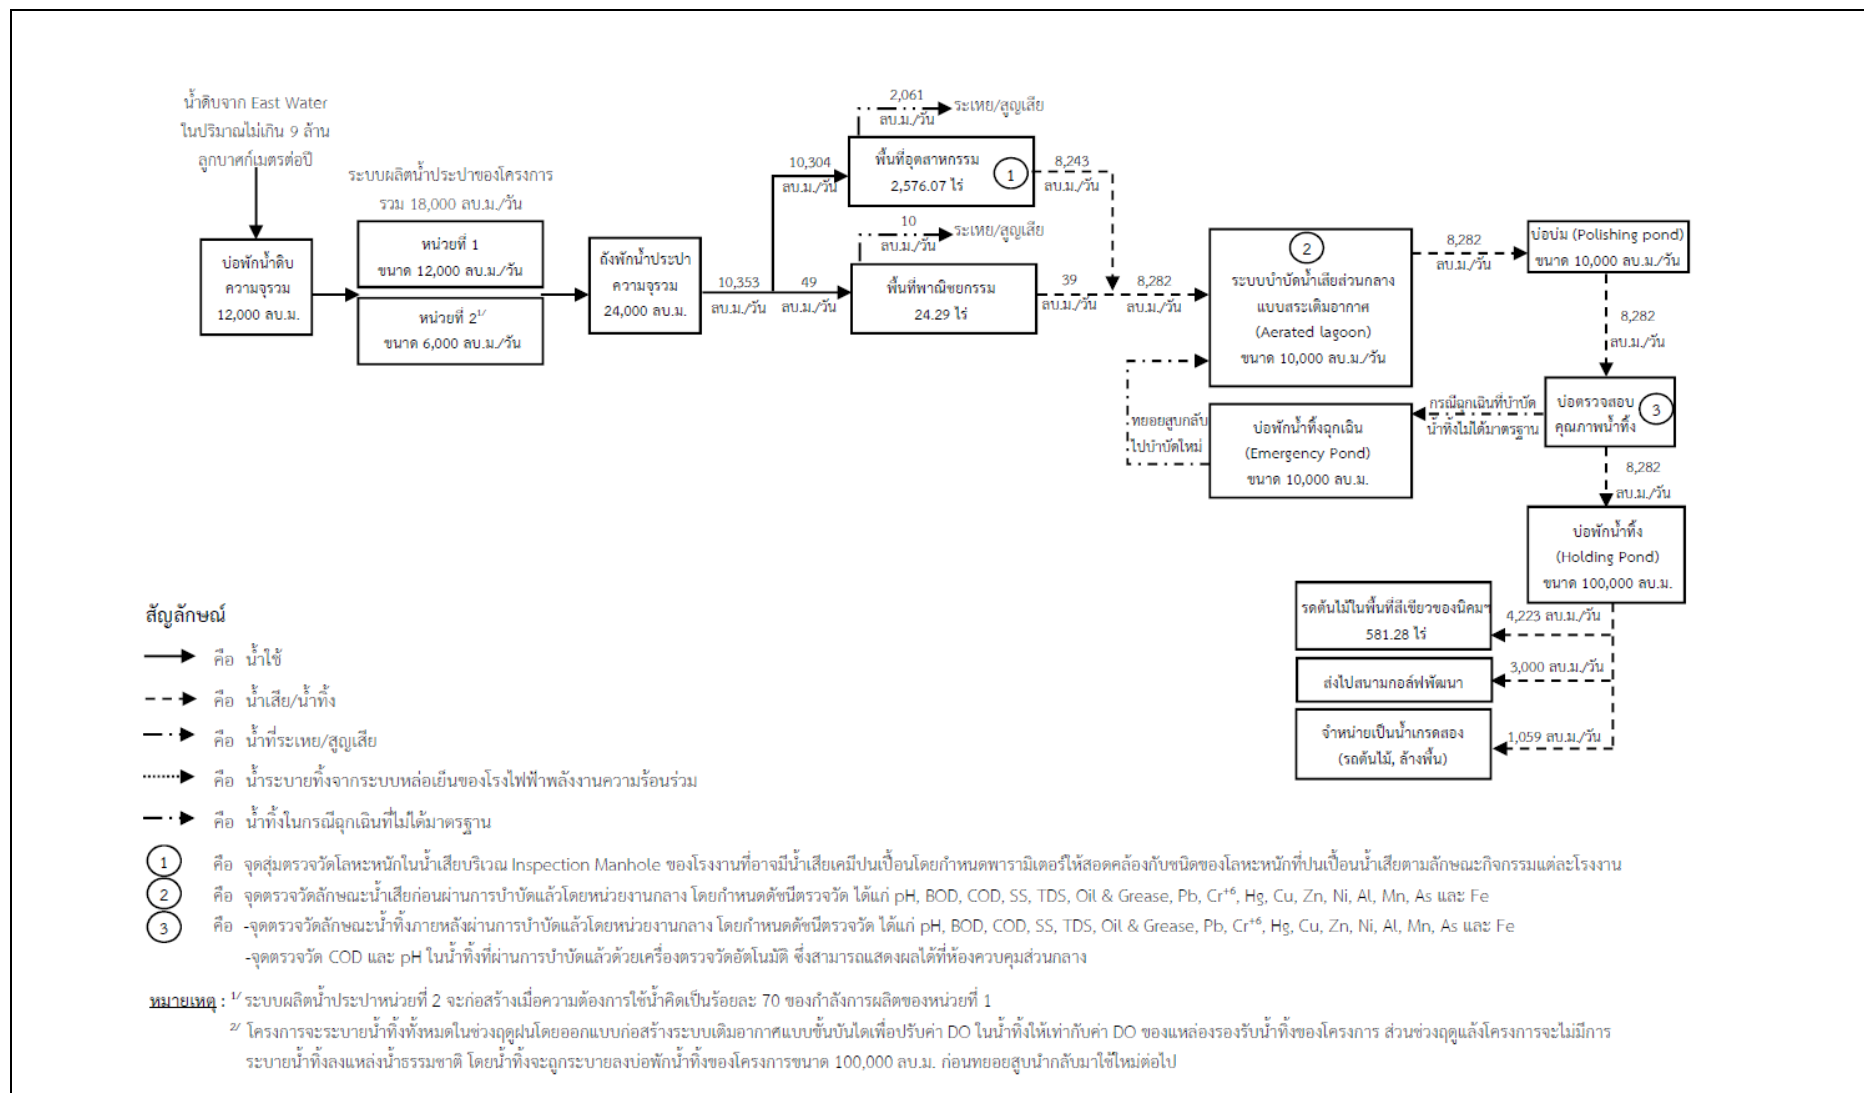 น้ำดิบจาก East Water
ในปริมาณไม่เกิน 9 ล้าน
ลูกบาศก์เมตรต่อปี
ระบบผลิตน้ำประปาของโครงการ
รวม 18,000 ลบ.ม./วัน
บ่อพักน้ำดิบ
ความจุรวม
12,000 ลบ.ม.
หน่วยที่ 1
ขนาด 12,000 ลบ.ม./วัน
หน่วยที่ 2¹/
ขนาด 6,000 ลบ.ม./วัน
ถังพักน้ำประปา
ความจุรวม
24,000 ลบ.ม.
10,353
ลบ.ม./วัน
10,304
ลบ.ม./วัน
49
ลบ.ม./วัน
2,061
ลบ.ม./วัน
ระเหย/สูญเสีย
พื้นที่อุตสาหกรรม
2,576.07 ไร่
1
8,243
ลบ.ม./วัน
10
ลบ.ม./วัน
ระเหย/สูญเสีย
พื้นที่พาณิชยกรรม
24.29 ไร่
39
ลบ.ม./วัน
8,282
ลบ.ม./วัน
2
ระบบบำบัดน้ำเสียส่วนกลาง
แบบสระเติมอากาศ
(Aerated lagoon)
ขนาด 10,000 ลบ.ม./วัน
8,282
ลบ.ม./วัน
บ่อบ่ม (Polishing pond)
ขนาด 10,000 ลบ.ม./วัน
8,282
ลบ.ม./วัน
บ่อตรวจสอบ
คุณภาพน้ำทิ้ง
3
กรณีฉุกเฉินที่บำบัด
น้ำทิ้งไม่ได้มาตรฐาน
บ่อพักน้ำทิ้งฉุกเฉิน
(Emergency Pond)
ขนาด 10,000 ลบ.ม.
ทยอยสูบกลับ
ไปบำบัดใหม่
8,282
ลบ.ม./วัน
บ่อพักน้ำทิ้ง
(Holding Pond)
ขนาด 100,000 ลบ.ม.
รดต้นไม้ในพื้นที่สีเขียวของนิคมฯ
581.28 ไร่
4,223 ลบ.ม./วัน
ส่งไปสนามกอล์ฟพัฒนา
3,000 ลบ.ม./วัน
จำหน่ายเป็นน้ำเกรดสอง
(รดต้นไม้, ล้างพื้น)
1,059 ลบ.ม./วัน
สัญลักษณ์
คือ น้ำใช้
คือ น้ำเสีย/น้ำทิ้ง
คือ น้ำที่ระเหย/สูญเสีย
คือ น้ำระบายทิ้งจากระบบหล่อเย็นของโรงไฟฟ้าพลังงานความร้อนร่วม
คือ น้ำทิ้งในกรณีฉุกเฉินที่ไม่ได้มาตรฐาน
1 คือ จุดสุ่มตรวจวัดโลหะหนักในน้ำเสียบริเวณ Inspection Manhole ของโรงงานที่อาจมีน้ำเสียเคมีปนเปื้อนโดยกำหนดพารามิเตอร์ให้สอดคล้องกับชนิดของโลหะหนักที่ปนเปื้อนน้ำเสียตามลักษณะกิจกรรมแต่ละโรงงาน
2 คือ จุดตรวจวัดลักษณะน้ำเสียก่อนผ่านการบำบัดแล้วโดยหน่วยงานกลาง โดยกำหนดดัชนีตรวจวัด ได้แก่ pH, BOD, COD, SS, TDS, Oil & Grease, Pb, Cr⁺⁶, Hg, Cu, Zn, Ni, Al, Mn, As และ Fe
3 คือ -จุดตรวจวัดลักษณะน้ำทิ้งภายหลังผ่านการบำบัดแล้วโดยหน่วยงานกลาง โดยกำหนดดัชนีตรวจวัด ได้แก่ pH, BOD, COD, SS, TDS, Oil & Grease, Pb, Cr⁺⁶, Hg, Cu, Zn, Ni, Al, Mn, As และ Fe
-จุดตรวจวัด COD และ pH ในน้ำทิ้งที่ผ่านการบำบัดแล้วด้วยเครื่องตรวจวัดอัตโนมัติ ซึ่งสามารถแสดงผลได้ที่ห้องควบคุมส่วนกลาง
หมายเหตุ : ¹/ ระบบผลิตน้ำประปาหน่วยที่ 2 จะก่อสร้างเมื่อความต้องการใช้น้ำคิดเป็นร้อยละ 70 ของกำลังการผลิตของหน่วยที่ 1
²/ โครงการจะระบายน้ำทิ้งทั้งหมดในช่วงฤดูฝนโดยออกแบบก่อสร้างระบบเติมอากาศแบบขั้นบันไดเพื่อปรับค่า DO ในน้ำทิ้งให้เท่ากับค่า DO ของแหล่งรองรับน้ำทิ้งของโครงการ ส่วนช่วงฤดูแล้งโครงการจะไม่มีการ
ระบายน้ำทิ้งลงแหล่งน้ำธรรมชาติ โดยน้ำทิ้งจะถูกระบายลงบ่อพักน้ำทิ้งของโครงการขนาด 100,000 ลบ.ม. ก่อนทยอยสูบนำกลับมาใช้ใหม่ต่อไป